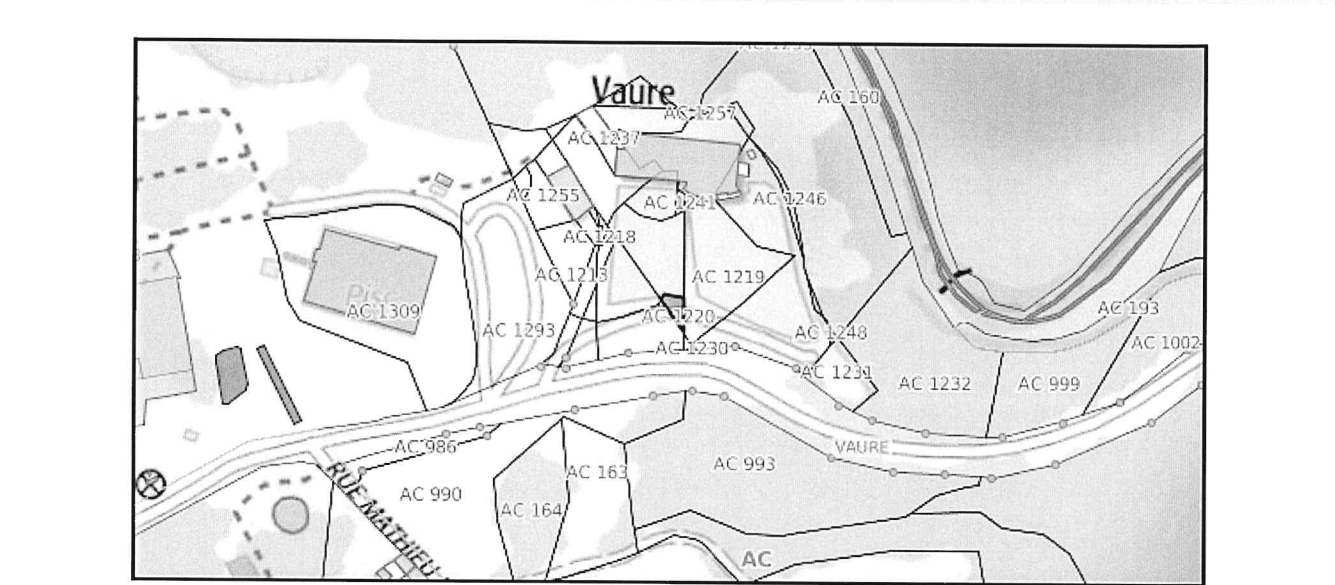 Vaure
AC 1257
AC 160
AC 1237
AC 1255
AC 1241
AC 1246
AC 1218
AC 1213
AC 1219
AC 1309
AC 1293
AC 1220
AC 1248
AC 193
AC 1230
AC 1002
AC 1231
AC 1232
AC 999
AC 986
VAURE
AC 993
AC 163
AC 990
AC 164
RUE MATHIEU
AC